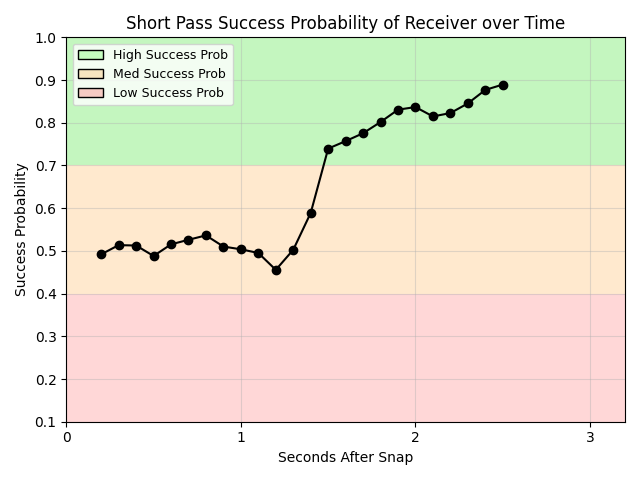 Short Pass Success Probability of Receiver over Time
1.0
0.9
0.8
0.7
0.6
0.5
0.4
0.3
0.2
0.1
Success Probability
High Success Prob
Med Success Prob
Low Success Prob
0 1 2 3
Seconds After Snap